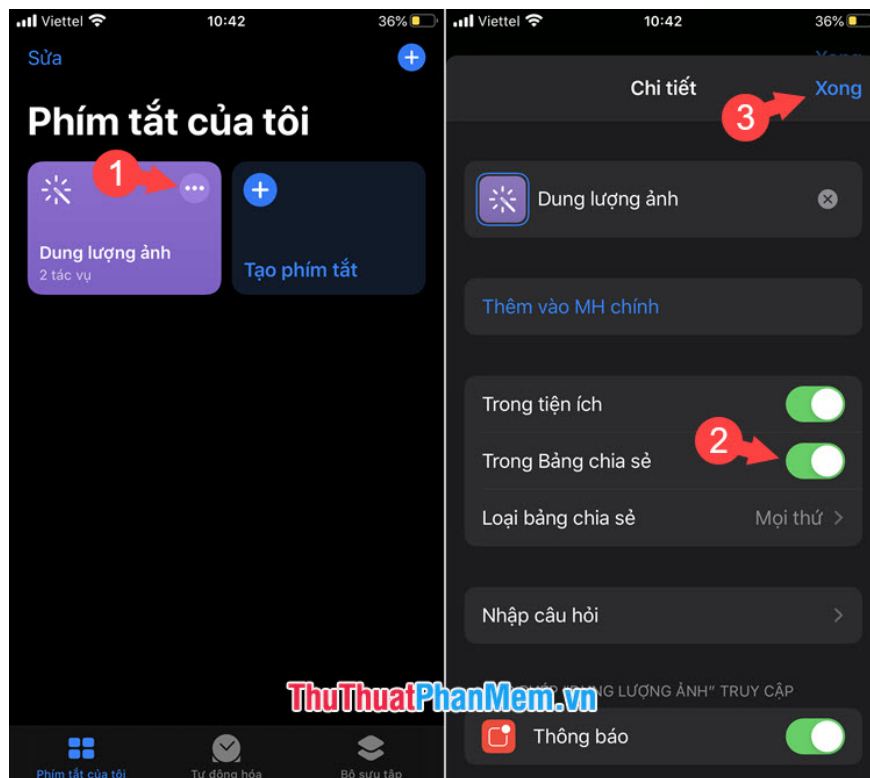 Viettel 10:42 36%
Sửa
Phím tắt của tôi
1
Dung lượng ảnh
2 tác vụ
Tạo phím tắt
Phím tắt của tôi
Tự động hóa
Bộ sưu tập
Viettel 10:42 36%
Chi tiết
Xong
3
Dung lượng ảnh
Thêm vào MH chính
Trong tiện ích
Trong Bảng chia sẻ
2
Loại bảng chia sẻ
Mọi thứ
Nhập câu hỏi
"DUNG LƯỢNG ẢNH" TRUY CẬP
Thông báo
ThuThuatPhanMem.vn